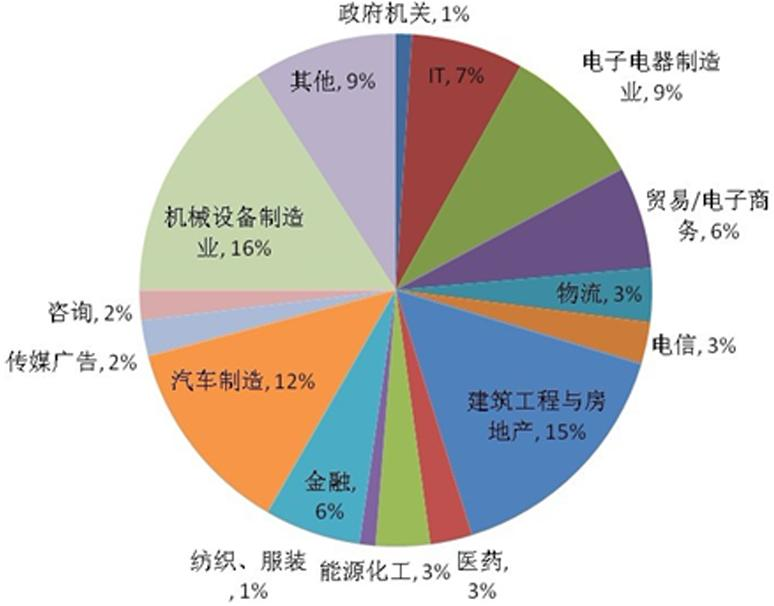 政府机关, 1%
IT, 7%
电子电器制造
业, 9%
贸易/电子商
务, 6%
物流, 3%
电信, 3%
建筑工程与房
地产, 15%
医药,
3%
能源化工, 3%
纺织、服装
, 1%
金融,
6%
汽车制造, 12%
传媒广告, 2%
咨询, 2%
机械设备制造
业, 16%
其他, 9%